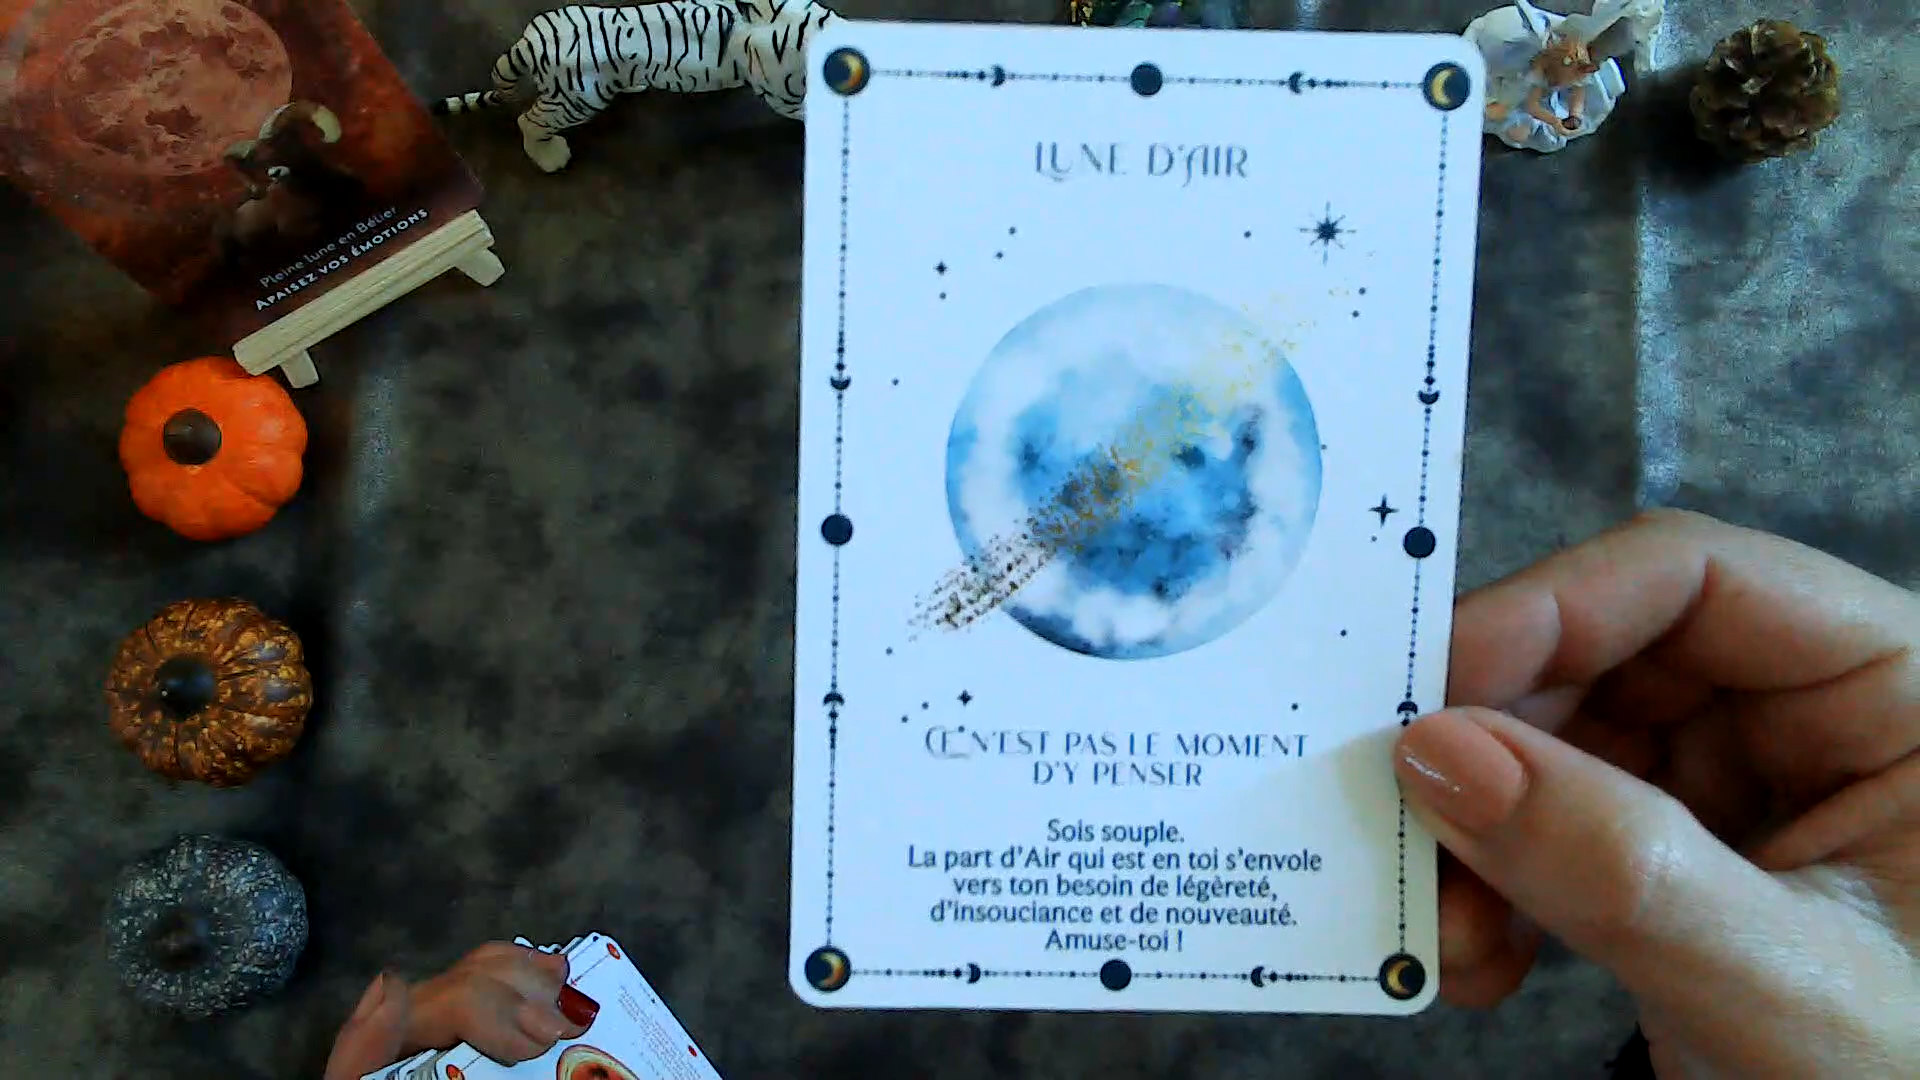 Pleine lune en Bélier
APAISEZ VOS ÉMOTIONS
LUNE D'AIR
CE N'EST PAS LE MOMENT
D'Y PENSER
Sois souple.
La part d'Air qui est en toi s'envole
vers ton besoin de légèreté,
d'insouciance et de nouveauté.
Amuse-toi !